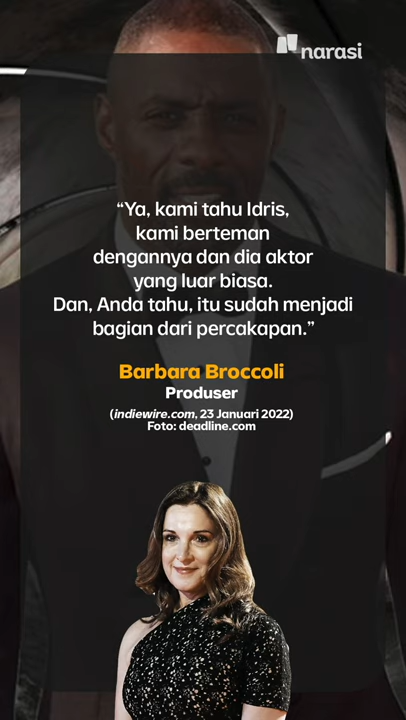 narasi
“Ya, kami tahu Idris,
kami berteman
dengannya dan dia aktor
yang luar biasa.
Dan, Anda tahu, itu sudah menjadi
bagian dari percakapan.”
Barbara Broccoli
Produser
(indiewire.com, 23 Januari 2022)
Foto: deadline.com